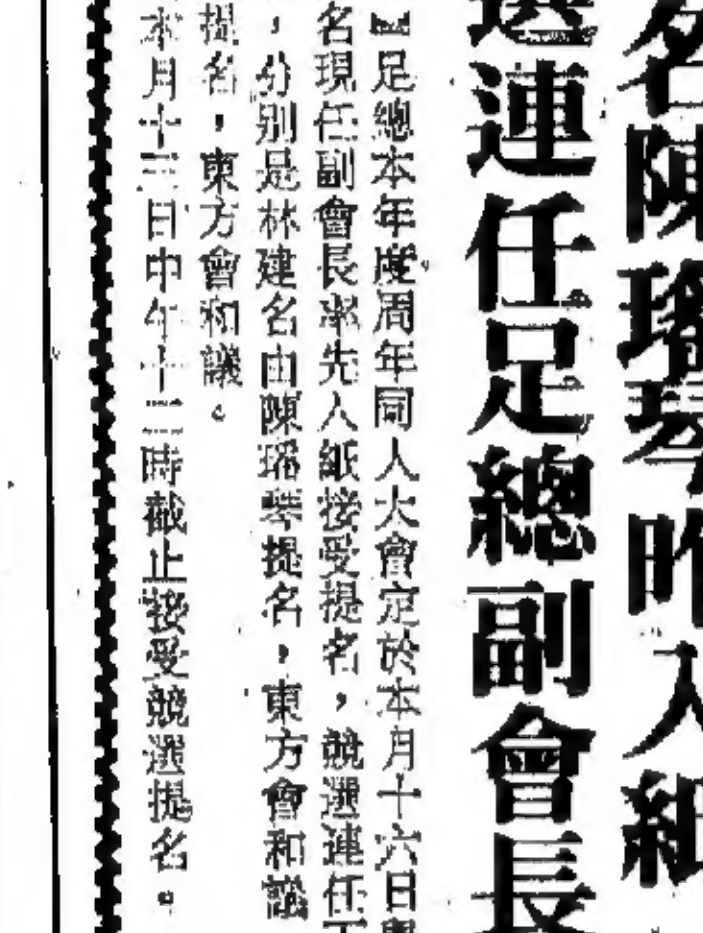 名陳瑤琴昨入紙
選連任足總副會長
足總本年度周年同人大會定於本月十六日
名現任副會長率先入紙接受提名，競選連任
，分別是林建名由陳瑤琴提名，東方會和議
提名，東方會和議。
本月十三日中午十二時截止接受競選提名。